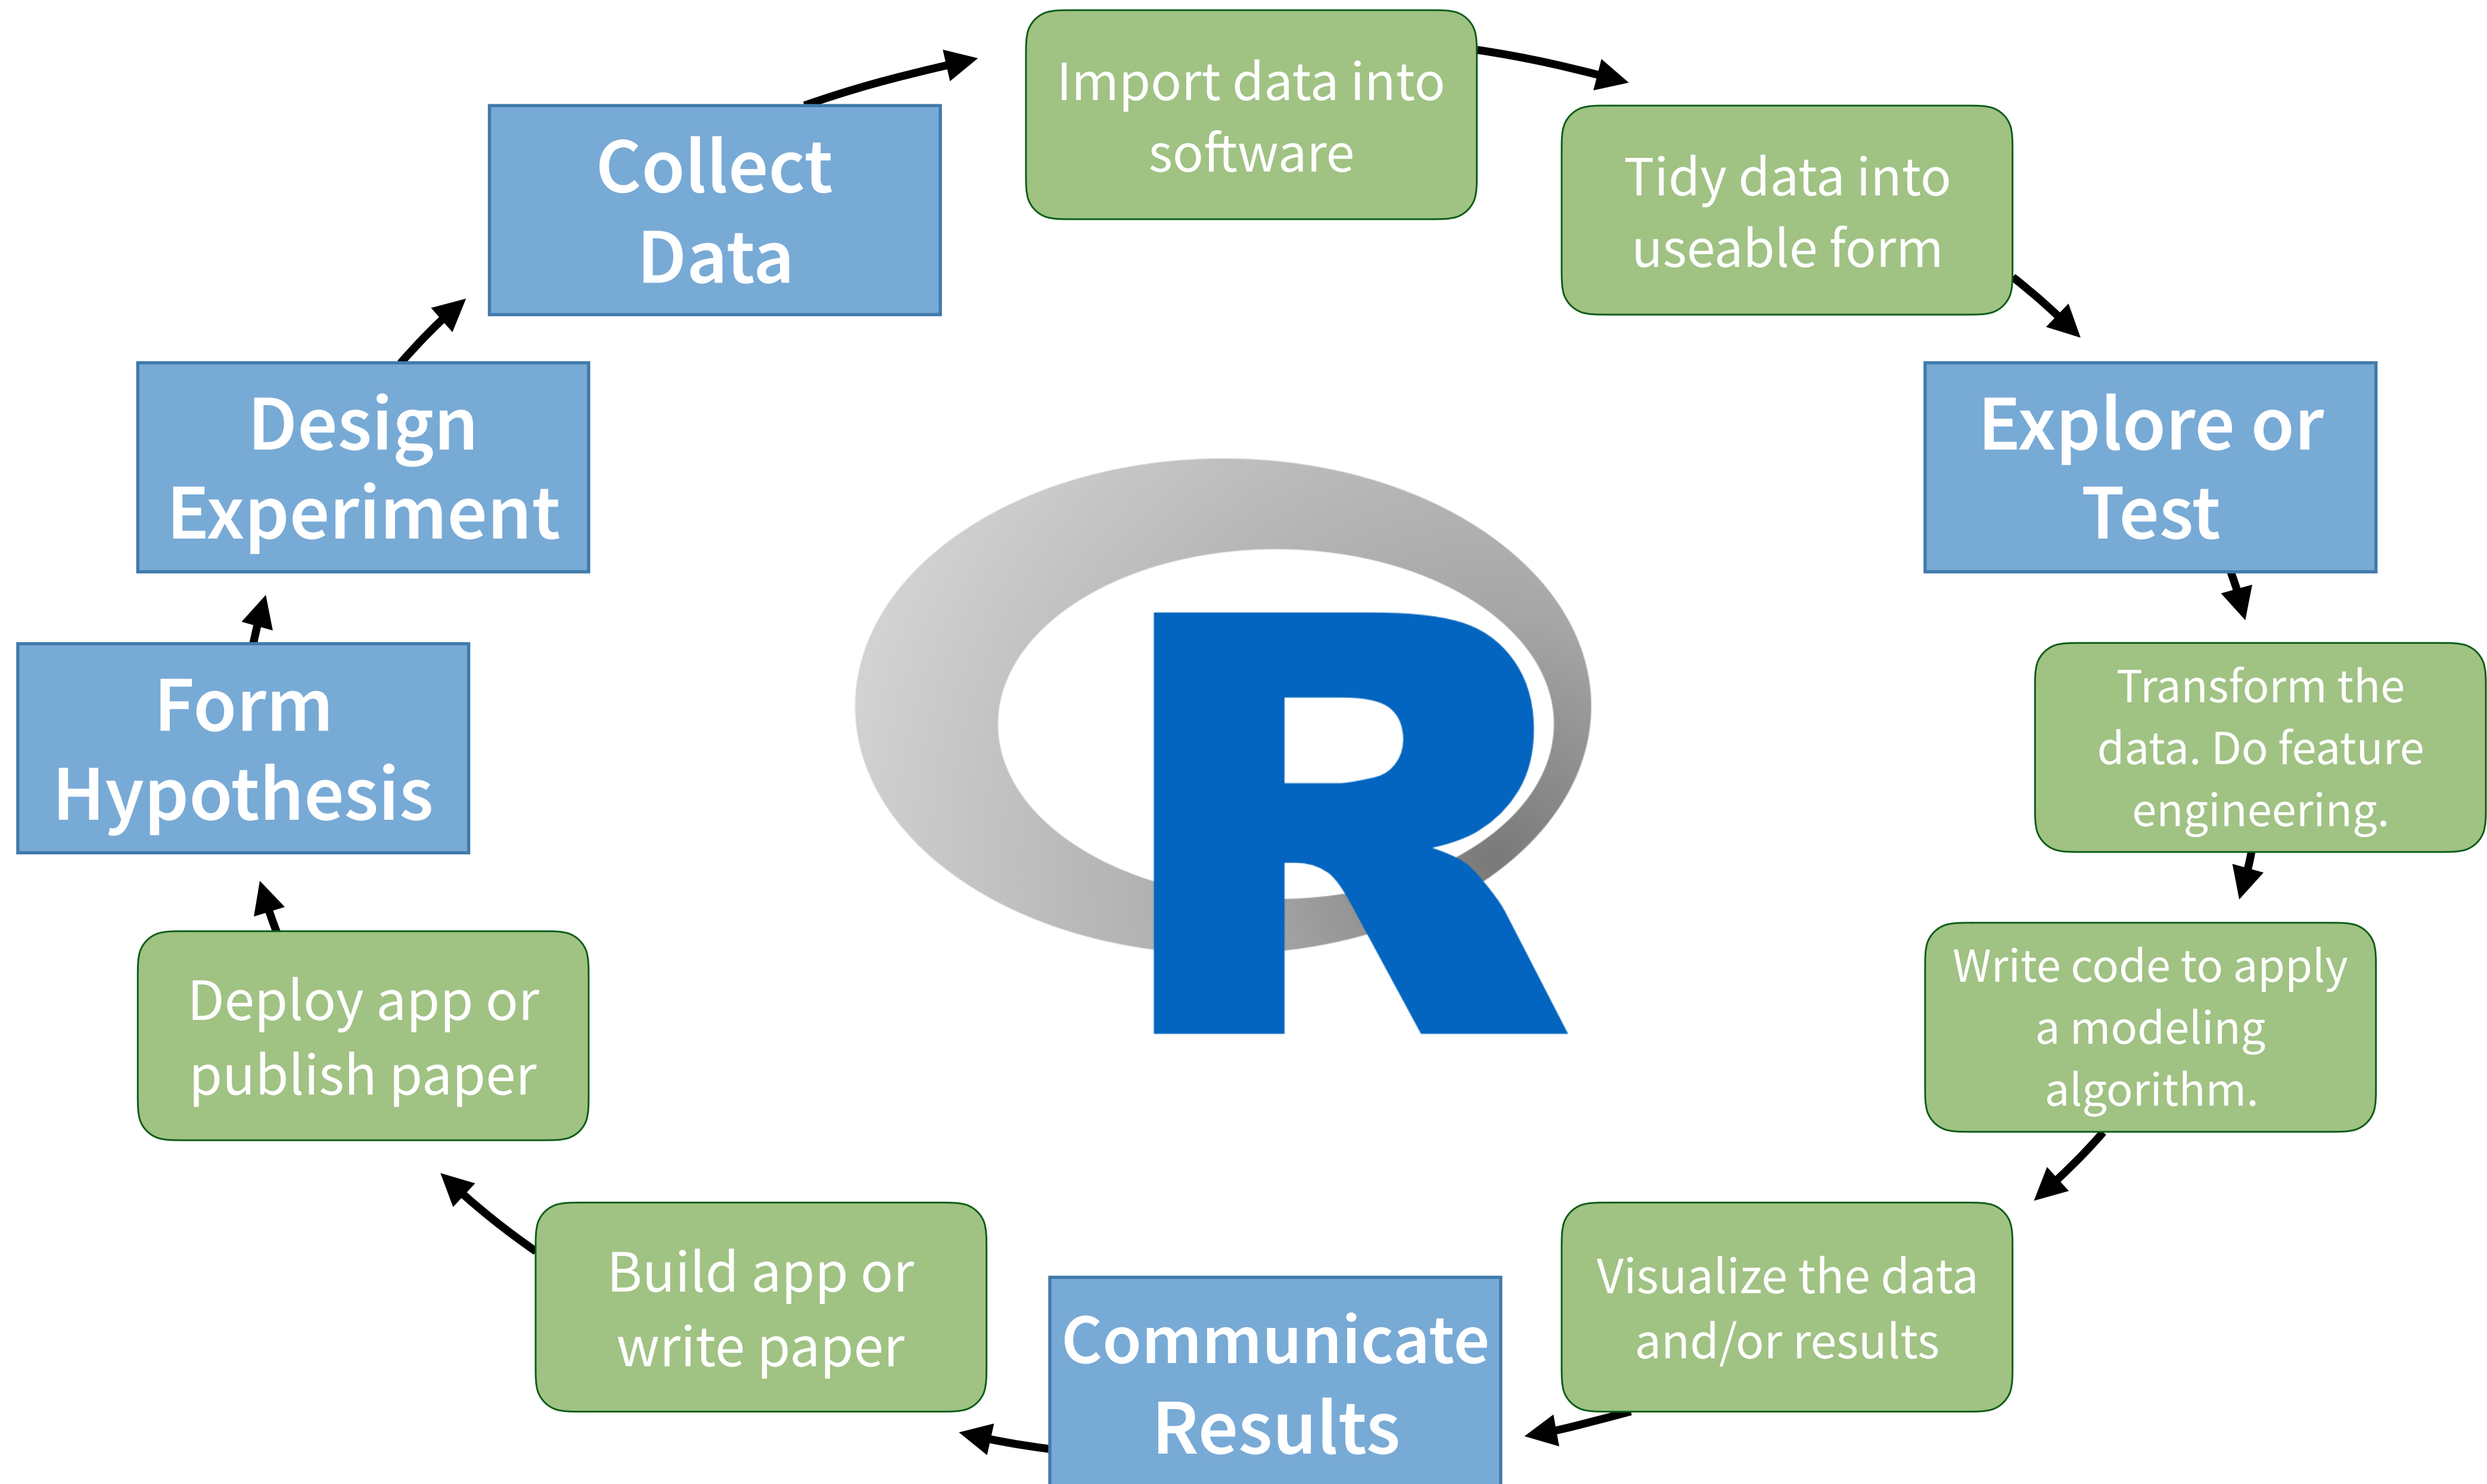 Collect
Data
Import data into
software
Tidy data into
useable form
Explore or
Test
Transform the
data. Do feature
engineering.
Write code to apply
a modeling
algorithm.
Visualize the data
and/or results
Communicate
Results
Build app or
write paper
Deploy app or
publish paper
Form
Hypothesis
Design
Experiment
R